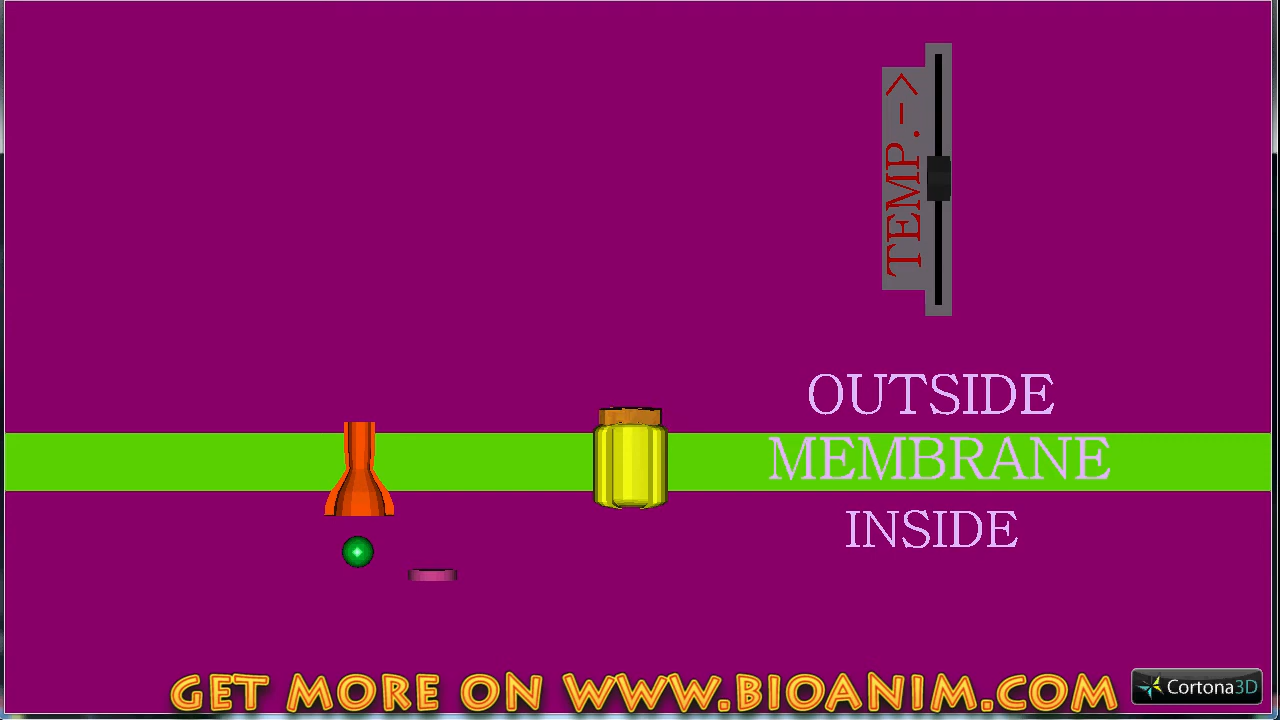 TEMP.->
OUTSIDE
MEMBRANE
INSIDE
GET MORE ON WWW.BIOANIM.COM
Cortona3D